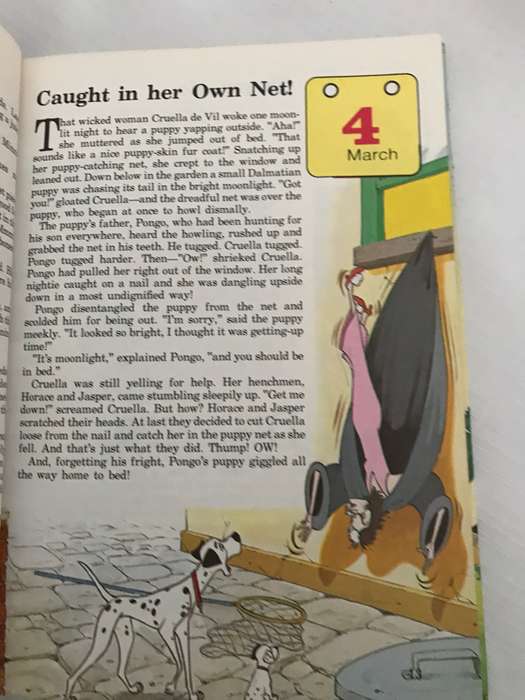 Caught in her Own Net!
4
March
That wicked woman Cruella de Vil woke one moon-
lit night to hear a puppy yapping outside. "Aha!"
she muttered as she jumped out of bed. "That
sounds like a nice puppy-skin fur coat!" Snatching up
her puppy-catching net, she crept to the window and
leaned out. Down below in the garden a small Dalmatian
puppy was chasing its tail in the bright moonlight. "Got
you!" gloated Cruella—and the dreadful net was over the
puppy, who began at once to howl dismally.
The puppy's father, Pongo, who had been hunting for
his son everywhere, heard the howling, rushed up and
grabbed the net in his teeth. He tugged. Cruella tugged.
Pongo tugged harder. Then—"Ow!" shrieked Cruella.
Pongo had pulled her right out of the window. Her long
nightie caught on a nail and she was dangling upside
down in a most undignified way!
Pongo disentangled the puppy from the net and
scolded him for being out. "I'm sorry," said the puppy
meekly. "It looked so bright, I thought it was getting-up
time!"
"It's moonlight," explained Pongo, "and you should be
in bed."
Cruella was still yelling for help. Her henchmen,
Horace and Jasper, came stumbling sleepily up. "Get me
down!" screamed Cruella. But how? Horace and Jasper
scratched their heads. At last they decided to cut Cruella
loose from the nail and catch her in the puppy net as she
fell. And that's just what they did. Thump! OW!
And, forgetting his fright, Pongo's puppy giggled all
the way home to bed!